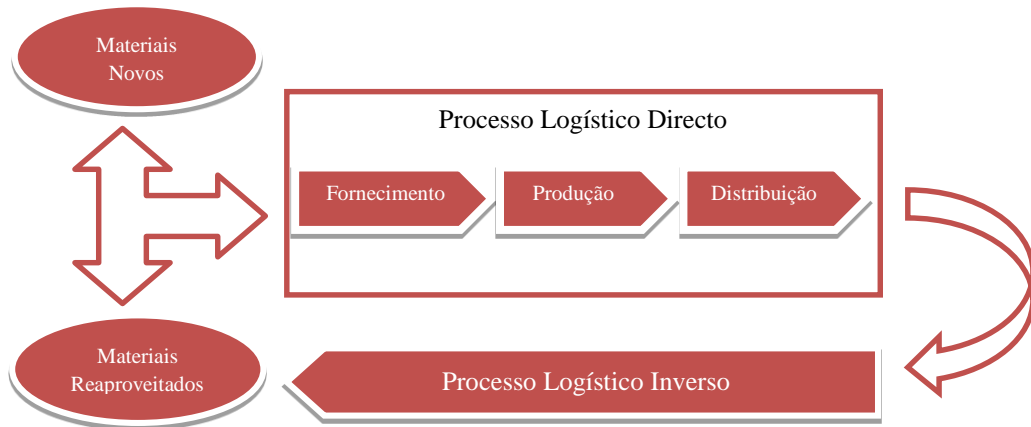 Materiais
Novos
Processo Logístico Directo
Fornecimento
Produção
Distribuição
Materiais
Reaproveitados
Processo Logístico Inverso